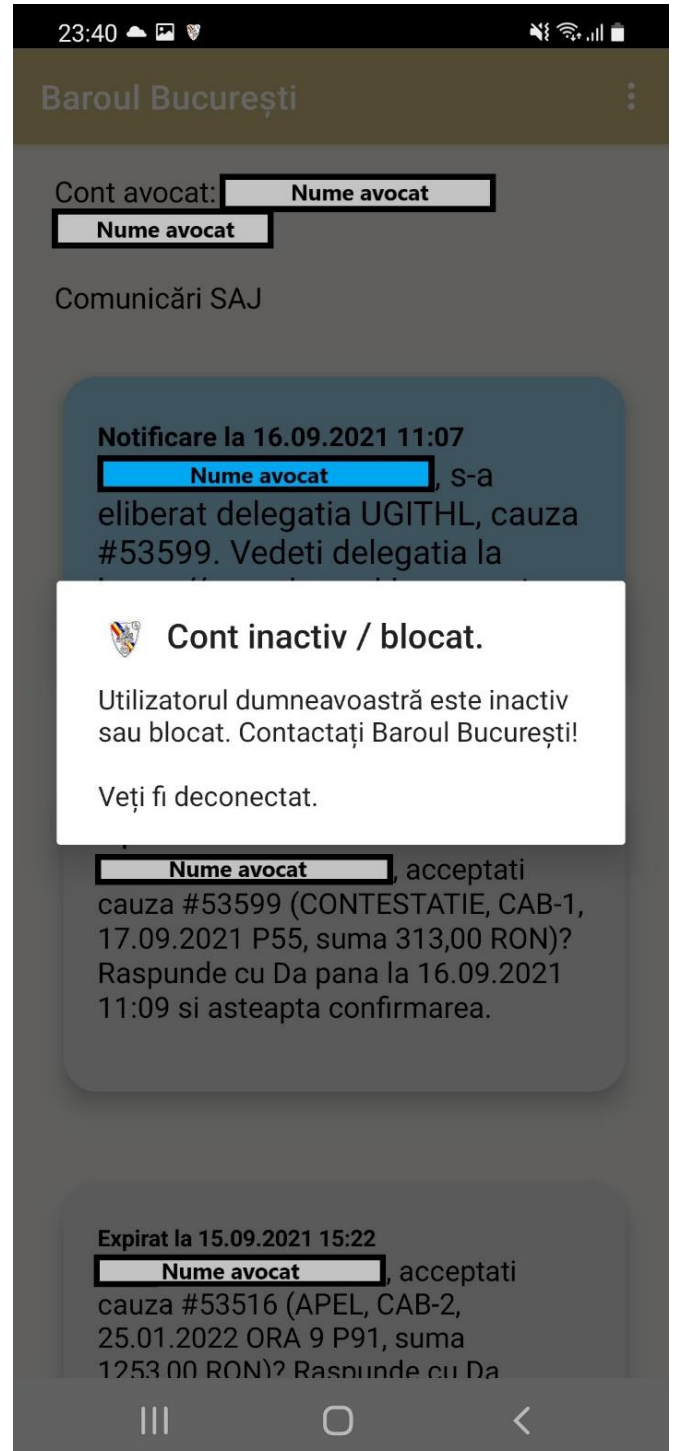 23:40
Baroul București
Cont avocat: Nume avocat
Nume avocat
Comunicări SAJ
Notificare la 16.09.2021 11:07
Nume avocat, s-a
eliberat delegatia UGITHL, cauza
#53599. Vedeti delegatia la
Cont inactiv / blocat.
Utilizatorul dumneavoastră este inactiv
sau blocat. Contactați Baroul București!
Veți fi deconectat.
Nume avocat, acceptati
cauza #53599 (CONTESTATIE, CAB-1,
17.09.2021 P55, suma 313,00 RON)?
Raspunde cu Da pana la 16.09.2021
11:09 si asteapta confirmarea.
Expirat la 15.09.2021 15:22
Nume avocat, acceptati
cauza #53516 (APEL, CAB-2,
25.01.2022 ORA 9 P91, suma
1253,00 RON)? Raspunde cu Da